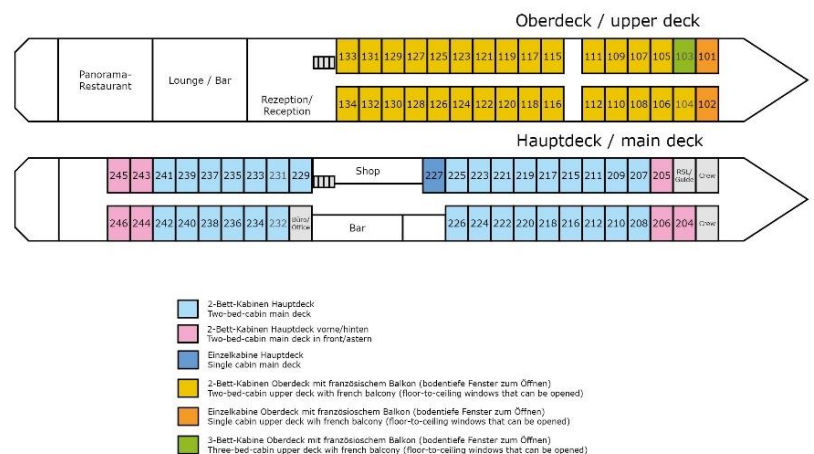 Oberdeck / upper deck
133 131 129 127 125 123 121 119 117 115 111 109 107 105 103 101
Panorama-
Restaurant
Lounge / Bar
Rezeption/
Reception
134 132 130 128 126 124 122 120 118 116 112 110 108 106 104 102
Hauptdeck / main deck
245 243 241 239 237 235 233 231 229 Shop 227 225 223 221 219 217 215 211 209 207 205 RSL/ Crew
Guide
246 244 242 240 238 236 234 232 Büro/ Bar 226 224 222 220 218 216 212 210 208 206 204 Crew
Office
2-Bett-Kabinen Hauptdeck
Two-bed-cabin main deck
2-Bett-Kabinen Hauptdeck vorne/hinten
Two-bed-cabin main deck in front/astern
Einzelkabine Hauptdeck
Single cabin main deck
2-Bett-Kabinen Oberdeck mit französischem Balkon (bodentiefe Fenster zum Öffnen)
Two-bed-cabin upper deck with french balcony (floor-to-ceiling windows that can be opened)
Einzelkabine Oberdeck mit französioschem Balkon (bodentiefe Fenster zum Öffnen)
Single cabin upper deck wih french balcony (floor-to-ceiling windows that can be opened)
3-Bett-Kabine Oberdeck mit französioschem Balkon (bodentiefe Fenster zum Öffnen)
Three-bed-cabin upper deck wih french balcony (floor-to-ceiling windows that can be opened)